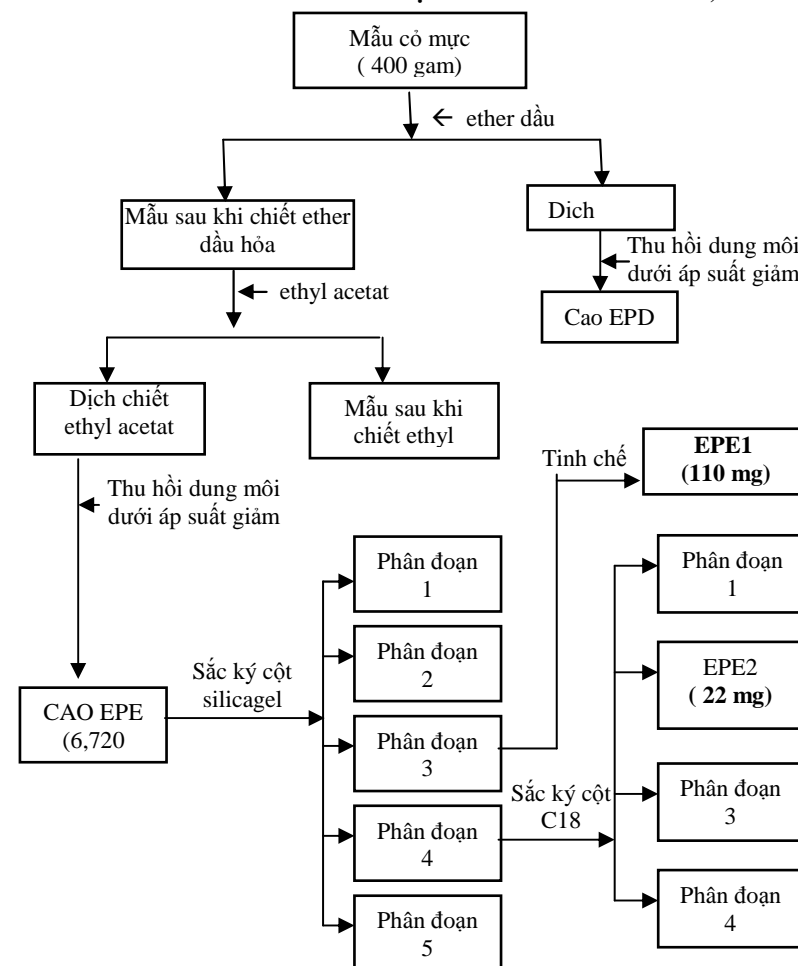 Mẫu cỏ mực
( 400 gam)
← ether dầu
Mẫu sau khi chiết ether
dầu hỏa
Dich
Thu hồi dung môi
dưới áp suất giảm
ethyl acetat
Cao EPD
Dịch chiết
ethyl acetat
Mẫu sau khi
chiết ethyl
Tinh chế
EPE1
(110 mg)
Thu hồi dung môi
dưới áp suất giảm
Phân đoạn
1
Phân đoạn
1
Sắc ký cột
silicagel
Phân đoạn
2
EPE2
( 22 mg)
CAO EPE
(6,720
Phân đoạn
3
Sắc ký cột
C18
Phân đoạn
3
Phân đoạn
4
Phân đoạn
4
Phân đoạn
5